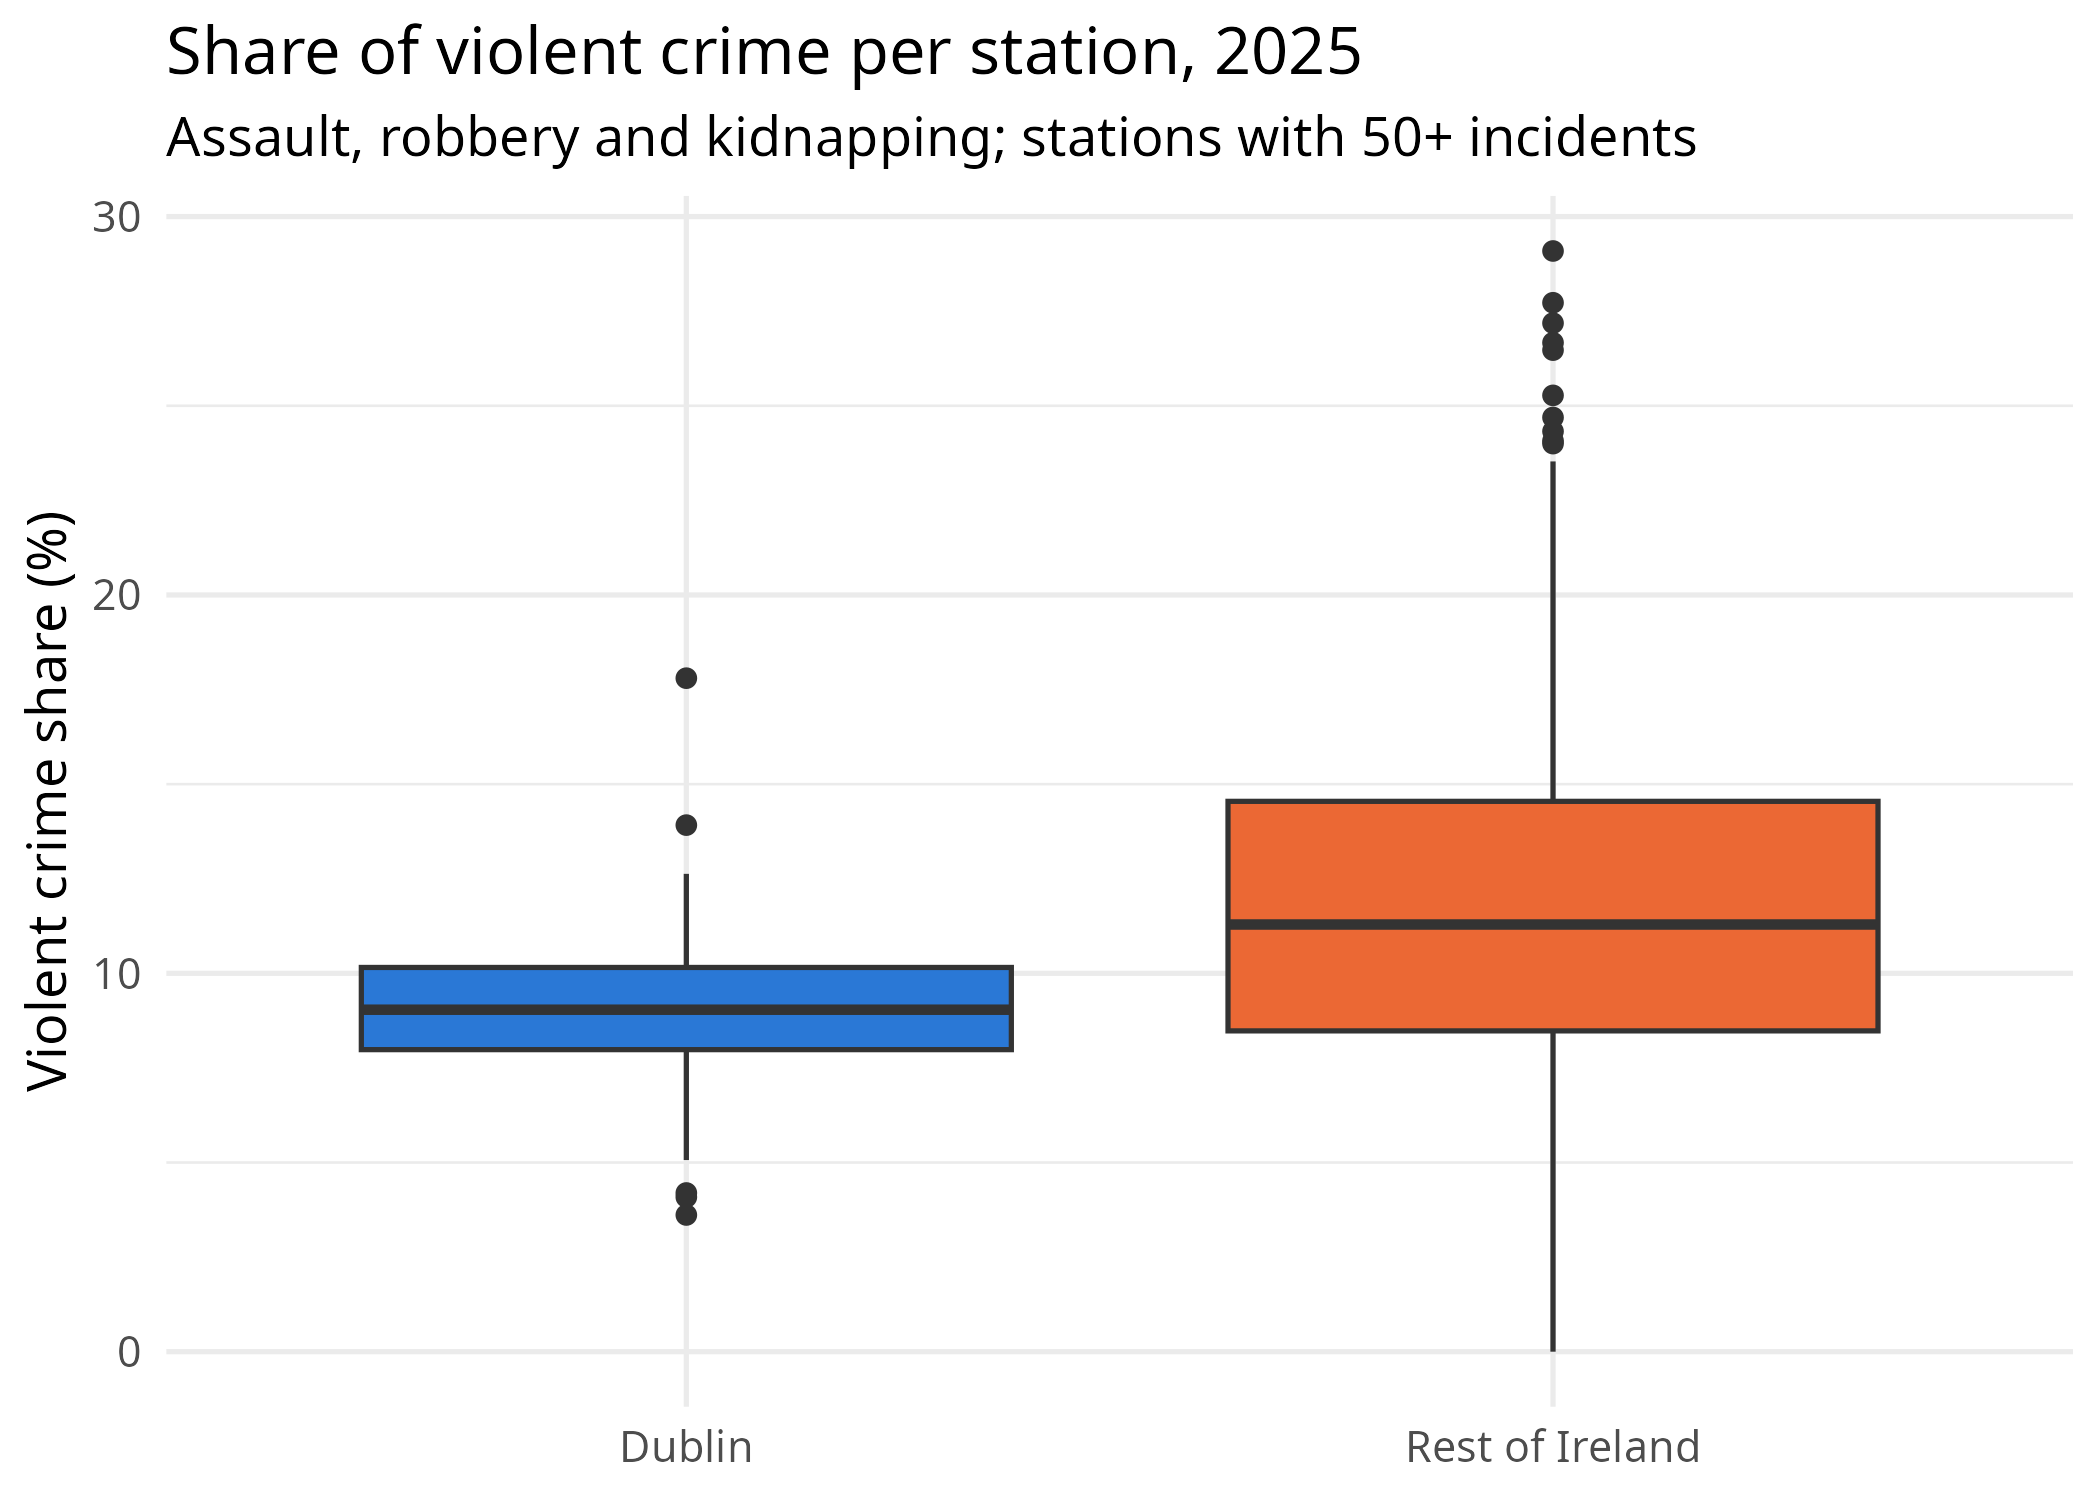 Share of violent crime per station, 2025
Assault, robbery and kidnapping; stations with 50+ incidents
Violent crime share (%)
30
20
10
0
Dublin
Rest of Ireland